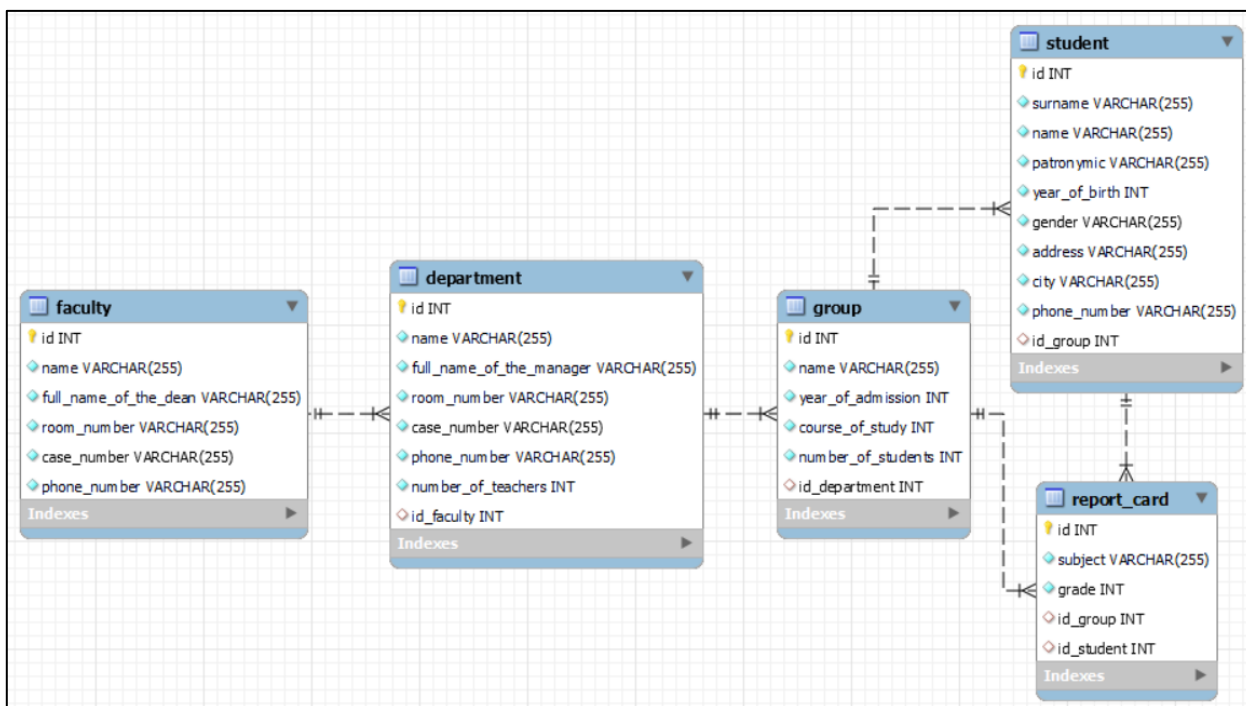 faculty
id INT
name VARCHAR(255)
full_name_of_the_dean VARCHAR(255)
room_number VARCHAR(255)
case_number VARCHAR(255)
phone_number VARCHAR(255)
Indexes
department
id INT
name VARCHAR(255)
full_name_of_the_manager VARCHAR(255)
room_number VARCHAR(255)
case_number VARCHAR(255)
phone_number VARCHAR(255)
number_of_teachers INT
id_faculty INT
Indexes
group
id INT
name VARCHAR(255)
year_of_admission INT
course_of_study INT
number_of_students INT
id_department INT
Indexes
student
id INT
surname VARCHAR(255)
name VARCHAR(255)
patronymic VARCHAR(255)
year_of_birth INT
gender VARCHAR(255)
address VARCHAR(255)
city VARCHAR(255)
phone_number VARCHAR(255)
id_group INT
Indexes
report_card
id INT
subject VARCHAR(255)
grade INT
id_group INT
id_student INT
Indexes